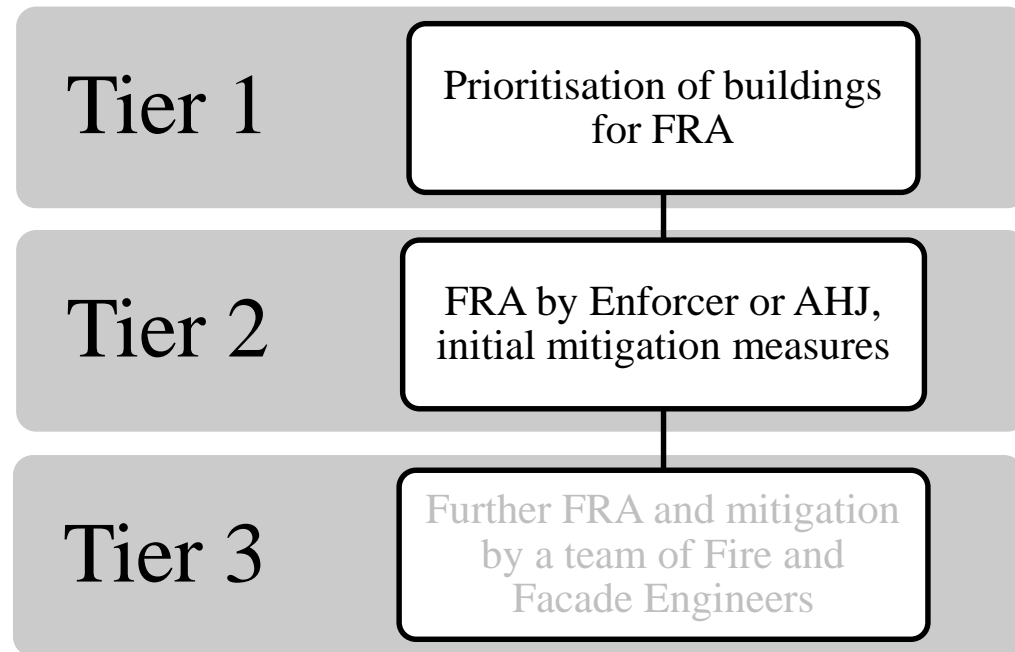 Tier 1
Prioritisation of buildings
for FRA
Tier 2
FRA by Enforcer or AHJ,
initial mitigation measures
Tier 3
Further FRA and mitigation
by a team of Fire and
Facade Engineers